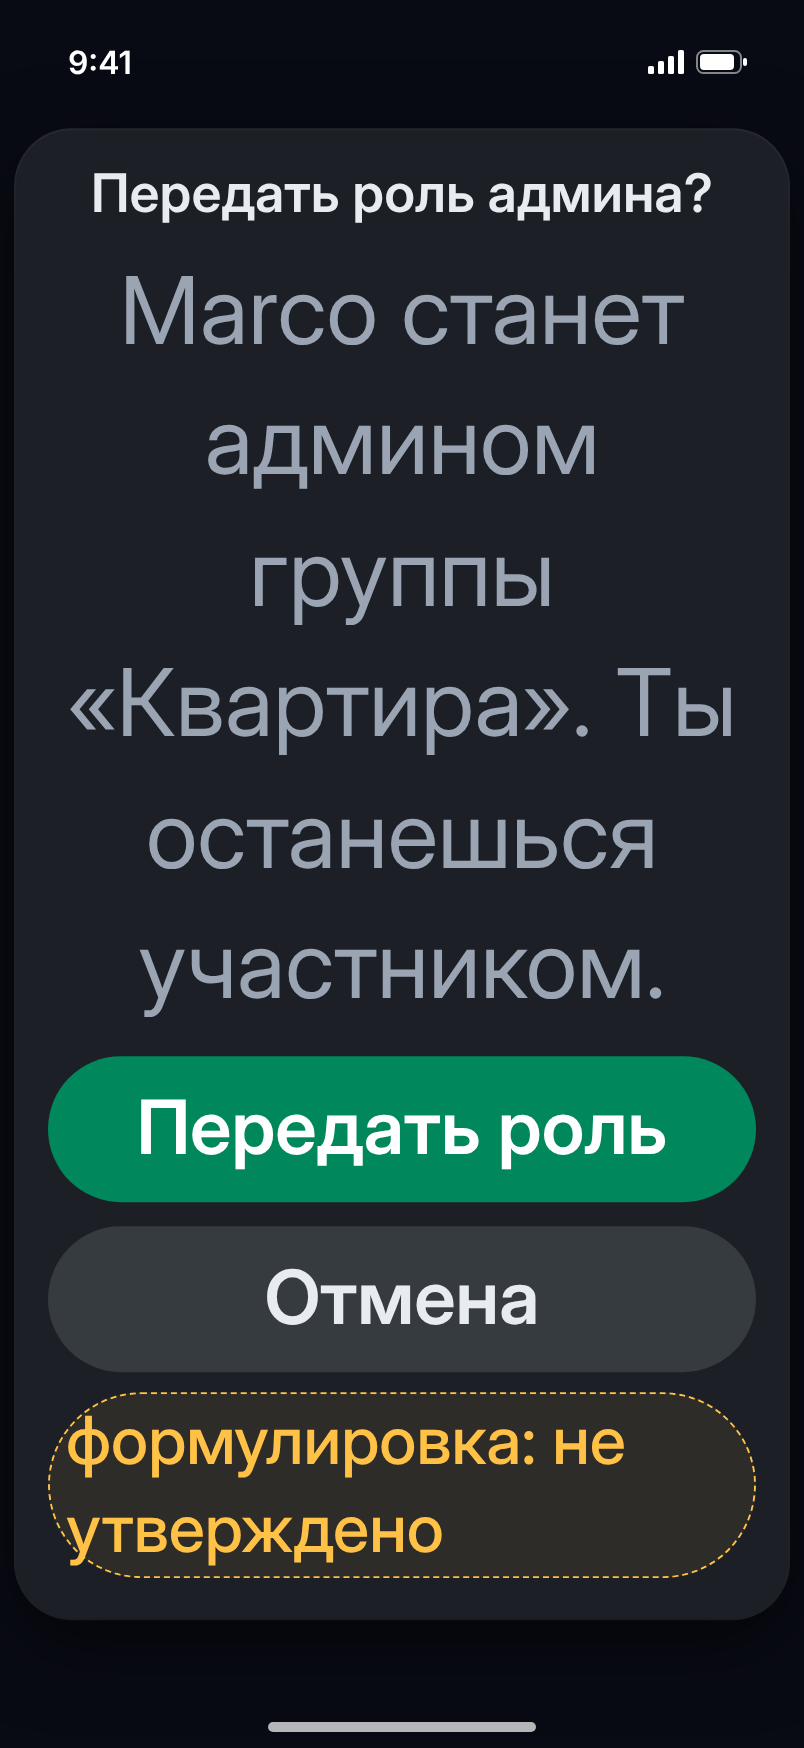 9:41
Передать роль админа?
Marco станет
админом
группы
«Квартира». Ты
останешься
участником.
Передать роль
Отмена
формулировка: не
утверждено